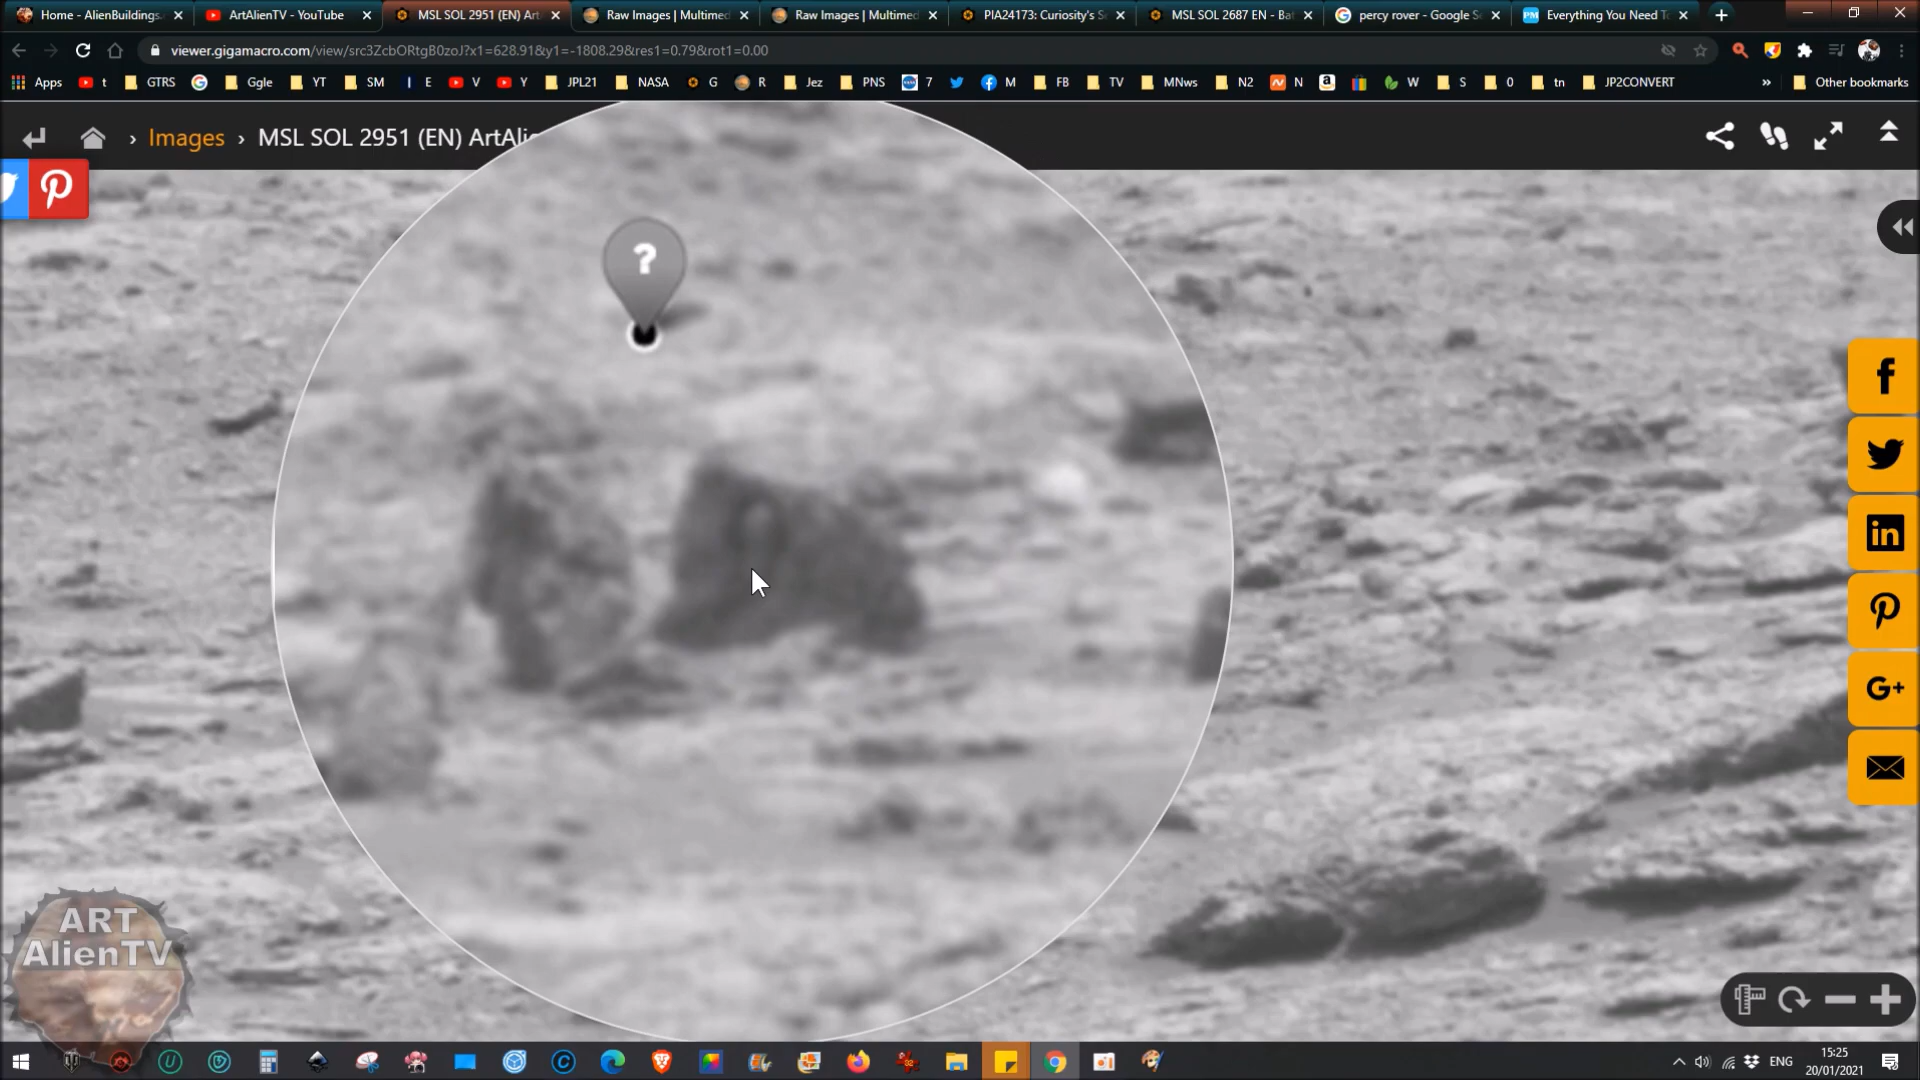 Home - AlienBuildings.
ArtAlienTV - YouTube
MSL SOL 2951 (EN) Art
Raw Images | Multimed
Raw Images | Multimed
PIA24173: Curiosity's S
MSL SOL 2687 EN - Ba
percy rover - Google S
Everything You Need T
viewer.gigamacro.com/view/src3ZcbORtgB0zoJ?x1=628.91&y1=-1808.29&res1=0.79&rot1=0.00
Apps
t
GTRS
Ggle
YT
SM
E
V
Y
JPL21
NASA
G
R
Jez
PNS
7
M
FB
TV
MNws
N2
N
W
S
0
tn
JP2CONVERT
»
Other bookmarks
› Images › MSL SOL 2951 (EN) ArtAlie
?
in
G+
ART
AlienTV
ENG
15:25
20/01/2021